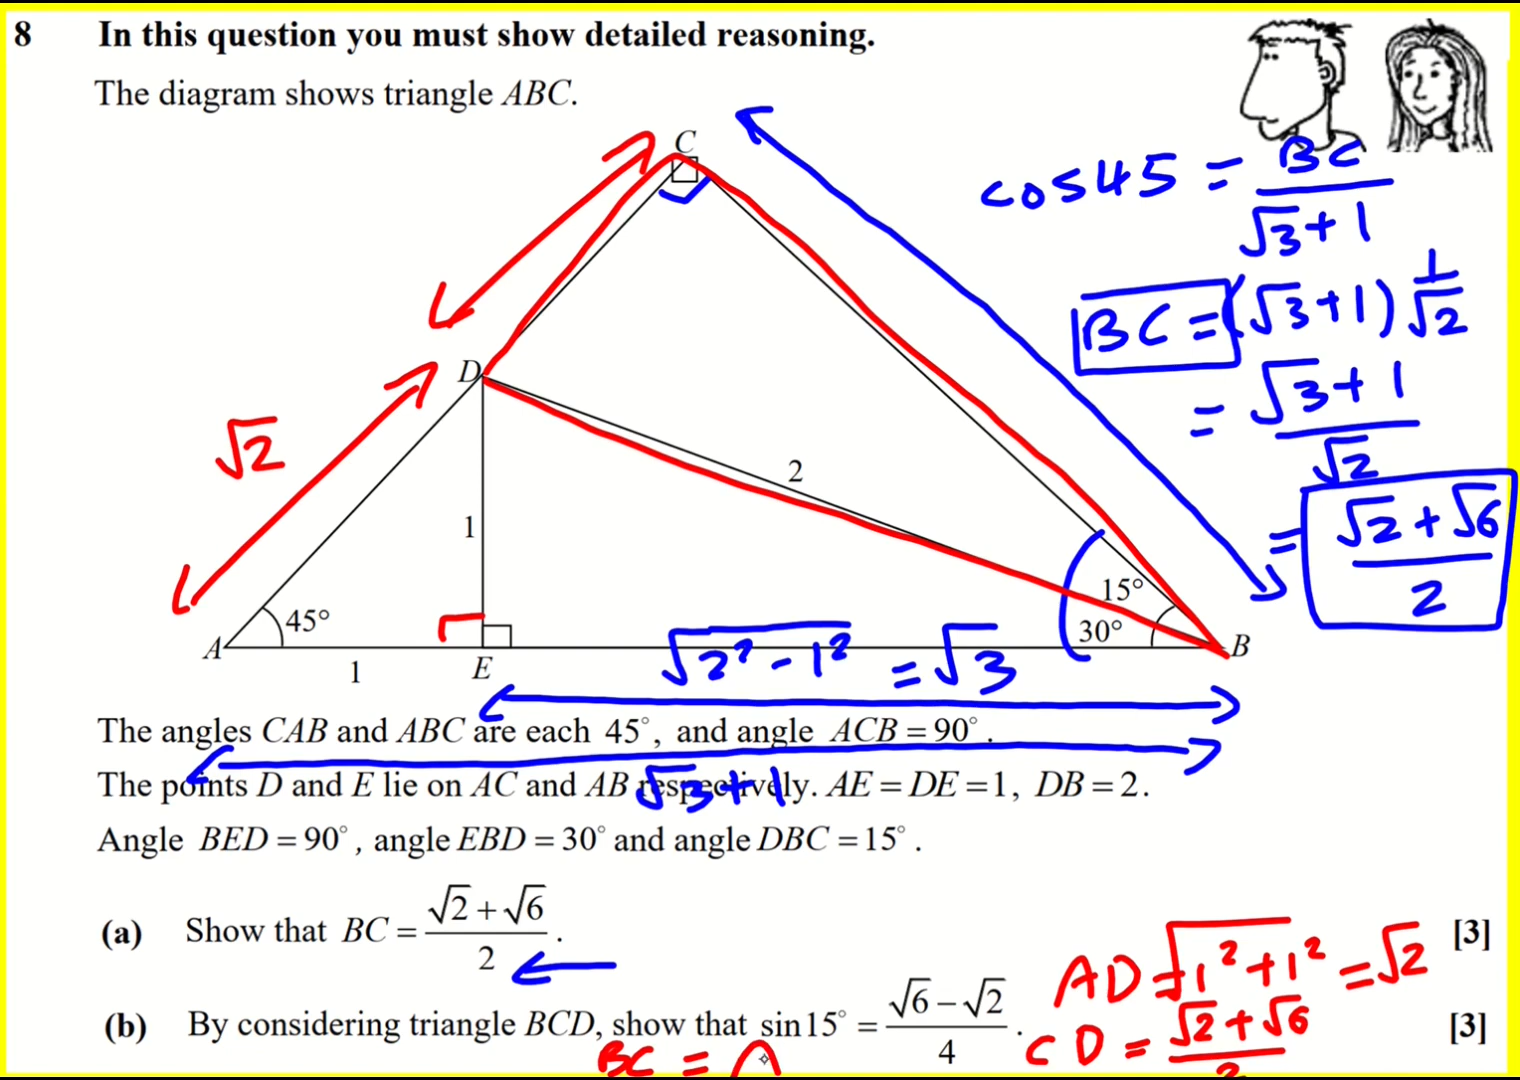 8 In this question you must show detailed reasoning.
The diagram shows triangle ABC.
C
cos45 = BC / √3+1
BC = (√3+1) 1/√2
= √3+1 / √2
= √2+√6 / 2
D
√2
2
1
45°
15°
30°
A
1
E
√2²-1² = √3
B
The angles CAB and ABC are each 45°, and angle ACB = 90°.
√3+1
The points D and E lie on AC and AB respectively. AE = DE = 1, DB = 2.
Angle BED = 90°, angle EBD = 30° and angle DBC = 15°.
(a) Show that BC = √2+√6 / 2 . [3]
AD = √1²+1² = √2
(b) By considering triangle BCD, show that sin15° = √6−√2 / 4 . [3]
CD = √2+√6 / 2
BC =